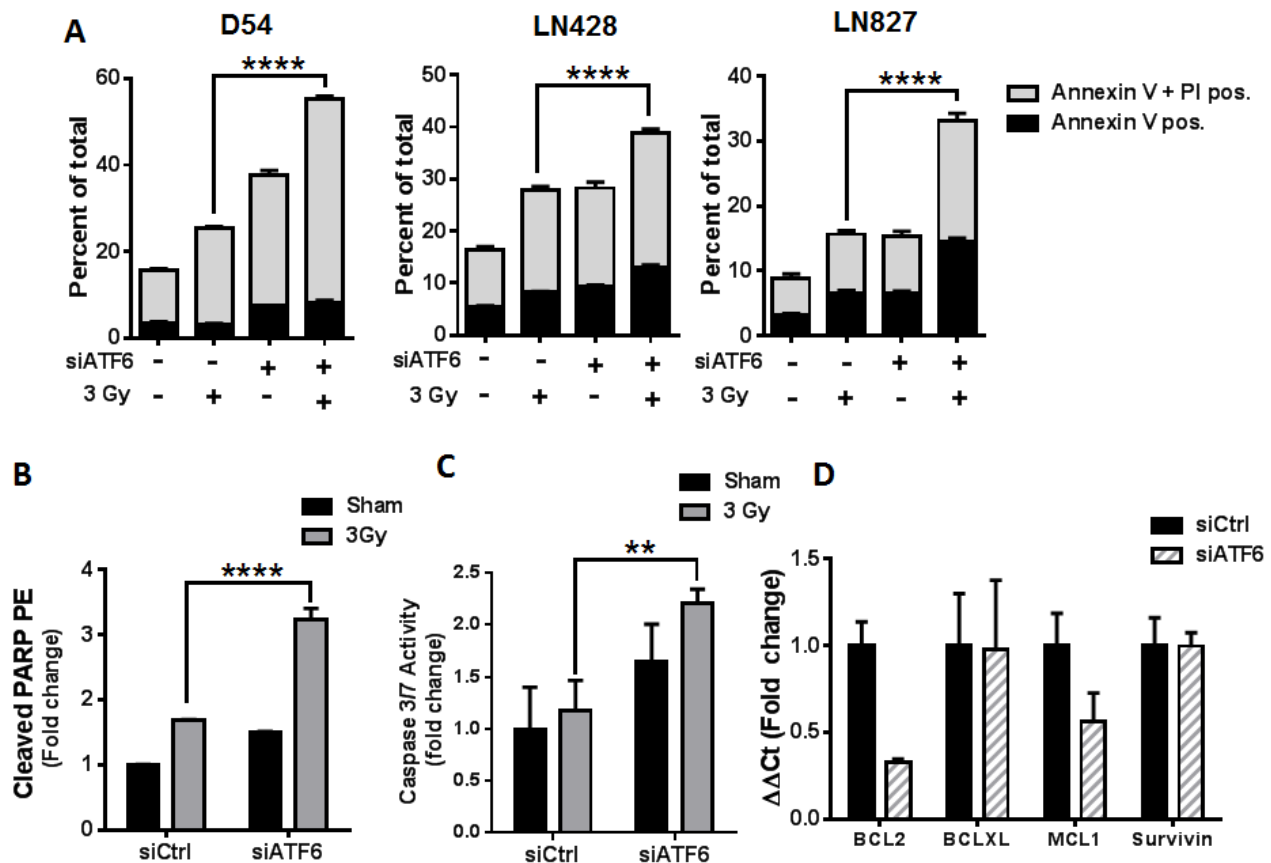 A
D54
LN428
LN827
****
****
****
Annexin V + PI pos.
Annexin V pos.
Percent of total
60
40
20
0
Percent of total
50
40
30
20
10
0
Percent of total
40
30
20
10
0
siATF6 - - + +
3 Gy - + - +
siATF6 - - + +
3 Gy - + - +
siATF6 - - + +
3 Gy - + - +
B
Sham
3Gy
****
Cleaved PARP PE
(Fold change)
4
3
2
1
0
siCtrl siATF6
C
Sham
3 Gy
**
Caspase 3/7 Activity
(fold change)
2.5
2.0
1.5
1.0
0.5
0.0
siCtrl siATF6
D
siCtrl
siATF6
ΔΔCt (Fold change)
1.5
1.0
0.5
0.0
BCL2 BCLXL MCL1 Survivin